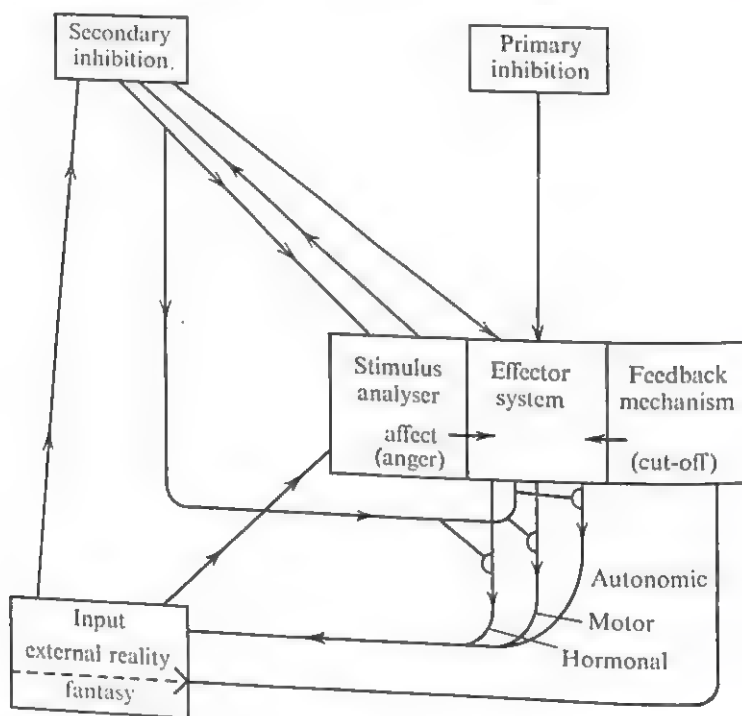 Secondary
inhibition.
Primary
inhibition
Stimulus
analyser
affect
(anger)
Effector
system
Feedback
mechanism
(cut-off)
Autonomic
Motor
Hormonal
Input
external reality
fantasy